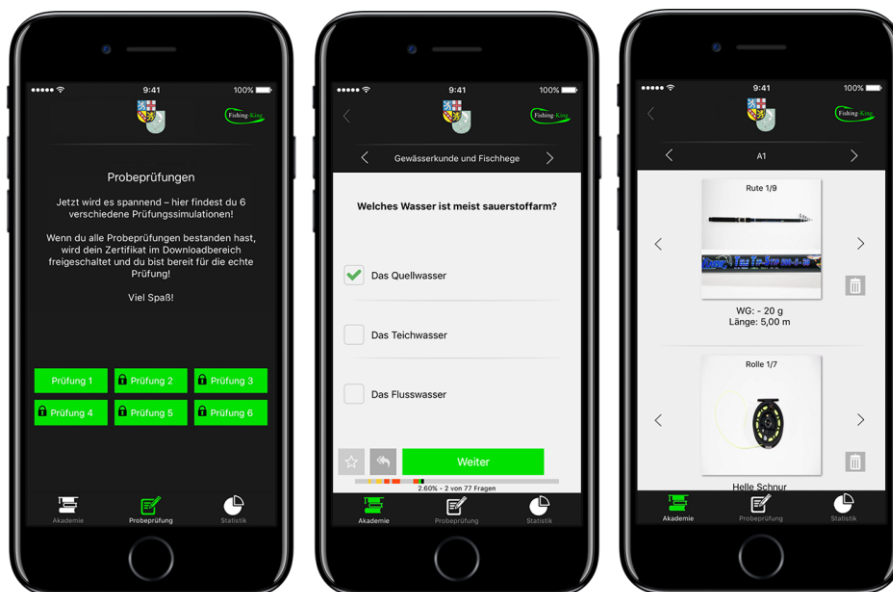 9:41
100%
Fishing-King
Probeprüfungen
Jetzt wird es spannend – hier findest du 6
verschiedene Prüfungssimulationen!
Wenn du alle Probeprüfungen bestanden hast,
wird dein Zertifikat im Downloadbereich
freigeschaltet und du bist bereit für die echte
Prüfung!
Viel Spaß!
Prüfung 1
Prüfung 2
Prüfung 3
Prüfung 4
Prüfung 5
Prüfung 6
Akademie
Probeprüfung
Statistik
9:41
100%
Fishing-King
Gewässerkunde und Fischhege
Welches Wasser ist meist sauerstoffarm?
Das Quellwasser
Das Teichwasser
Das Flusswasser
Weiter
2.60% - 2 von 77 Fragen
Akademie
Probeprüfung
Statistik
9:41
100%
Fishing-King
A1
Rute 1/9
WG: - 20 g
Länge: 5,00 m
Rolle 1/7
Helle Schnur
Akademie
Probeprüfung
Statistik